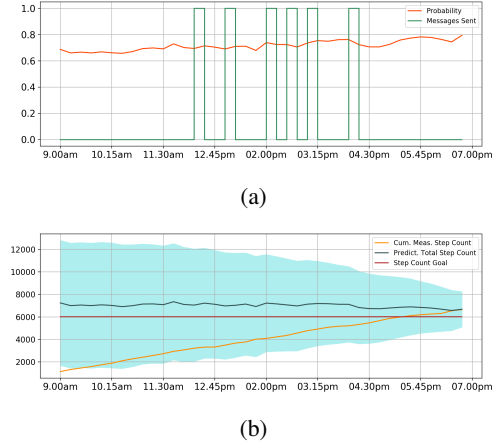 1.0
0.8
0.6
0.4
0.2
0.0
Probability
Messages Sent
9.00am 10.15am 11.30am 12.45pm 02.00pm 03.15pm 04.30pm 05.45pm 07.00pm
(a)
12000
10000
8000
6000
4000
2000
Cum. Meas. Step Count
Predict. Total Step Count
Step Count Goal
9.00am 10.15am 11.30am 12.45pm 02.00pm 03.15pm 04.30pm 05.45pm 07.00pm
(b)